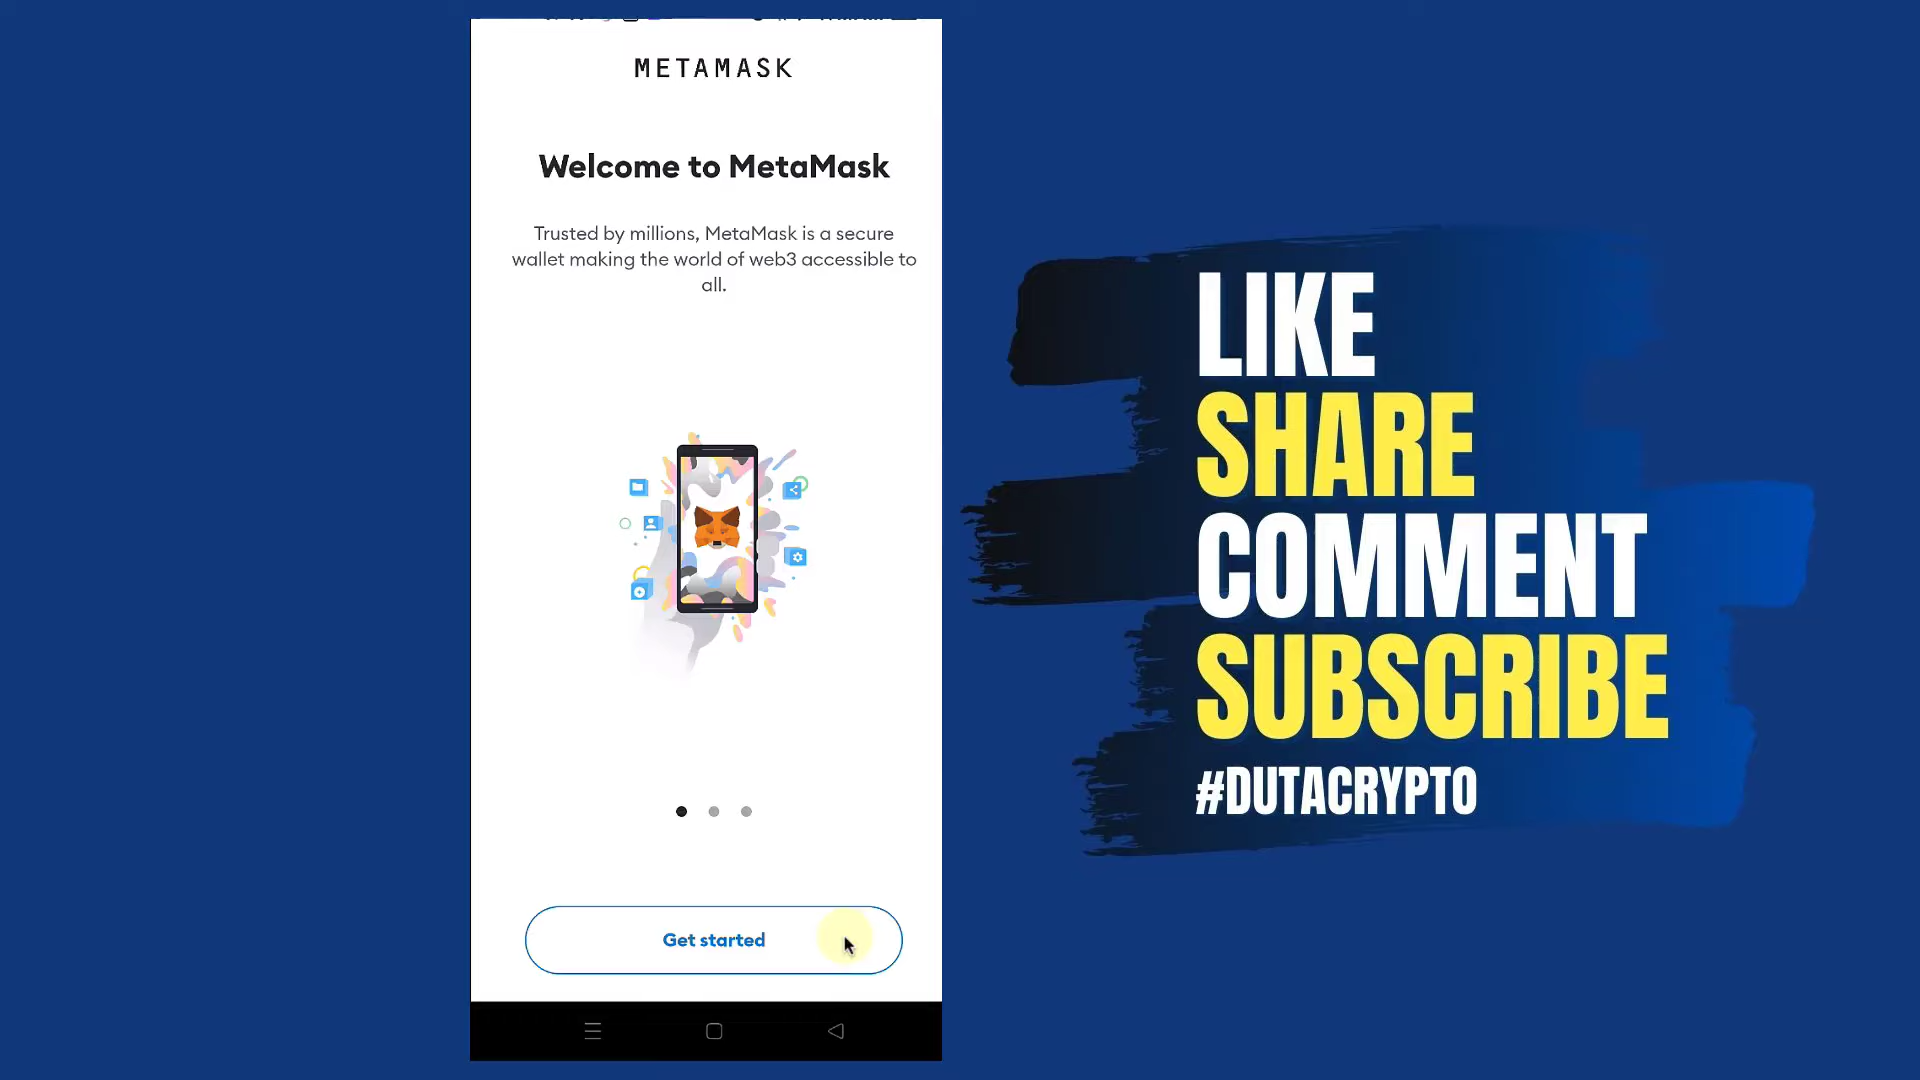 METAMASK
Welcome to MetaMask
Trusted by millions, MetaMask is a secure
wallet making the world of web3 accessible to
all.
Get started
LIKE
SHARE
COMMENT
SUBSCRIBE
#DUTACRYPTO